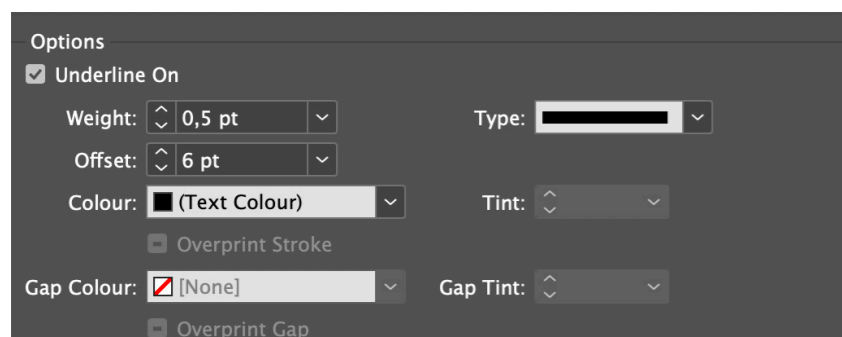 Options
Underline On
Weight: 0,5 pt Type:
Offset: 6 pt
Colour: (Text Colour) Tint:
Overprint Stroke
Gap Colour: [None] Gap Tint:
Overprint Gap